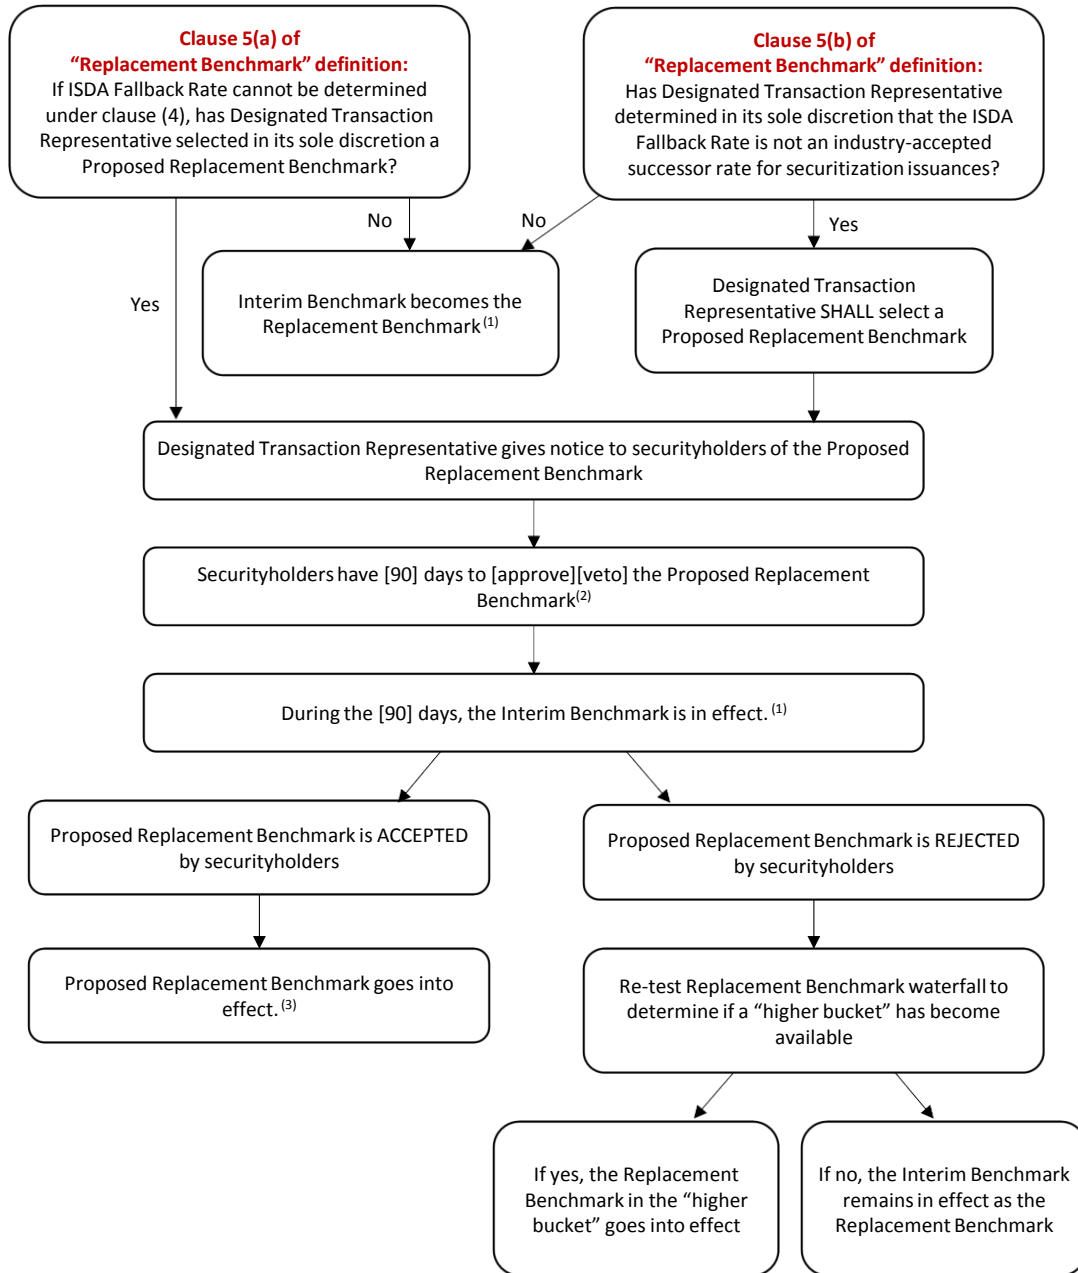 Clause 5(a) of
“Replacement Benchmark” definition:
If ISDA Fallback Rate cannot be determined
under clause (4), has Designated Transaction
Representative selected in its sole discretion a
Proposed Replacement Benchmark?
Clause 5(b) of
“Replacement Benchmark” definition:
Has Designated Transaction Representative
determined in its sole discretion that the ISDA
Fallback Rate is not an industry-accepted
successor rate for securitization issuances?
No
No
Yes
Yes
Interim Benchmark becomes the
Replacement Benchmark (1)
Designated Transaction
Representative SHALL select a
Proposed Replacement Benchmark
Designated Transaction Representative gives notice to securityholders of the Proposed
Replacement Benchmark
Securityholders have [90] days to [approve][veto] the Proposed Replacement
Benchmark(2)
During the [90] days, the Interim Benchmark is in effect. (1)
Proposed Replacement Benchmark is ACCEPTED
by securityholders
Proposed Replacement Benchmark is REJECTED
by securityholders
Proposed Replacement Benchmark goes into
effect. (3)
Re-test Replacement Benchmark waterfall to
determine if a “higher bucket” has become
available
If yes, the Replacement
Benchmark in the “higher
bucket” goes into effect
If no, the Interim Benchmark
remains in effect as the
Replacement Benchmark